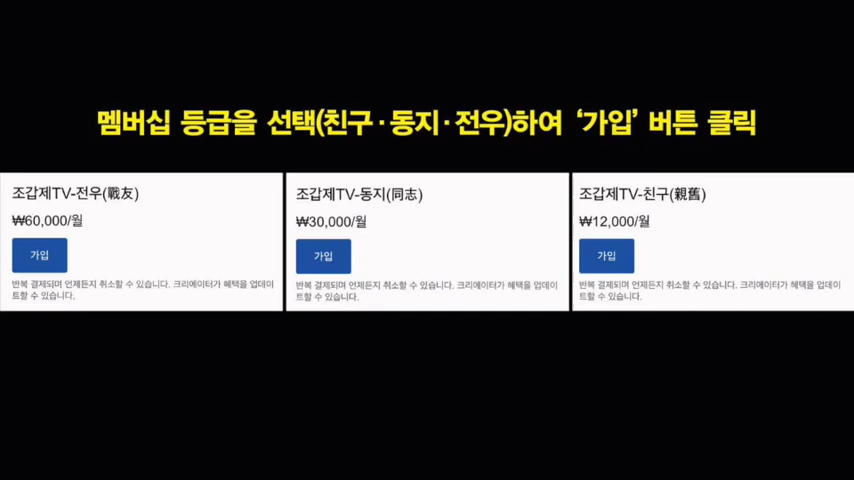 멤버십 등급을 선택(친구·동지·전우)하여 ‘가입’ 버튼 클릭
조갑제TV-전우(戰友)
₩60,000/월
가입
반복 결제되며 언제든지 취소할 수 있습니다. 크리에이터가 혜택을 업데이
트할 수 있습니다.
조갑제TV-동지(同志)
₩30,000/월
가입
반복 결제되며 언제든지 취소할 수 있습니다. 크리에이터가 혜택을 업데이
트할 수 있습니다.
조갑제TV-친구(親舊)
₩12,000/월
가입
반복 결제되며 언제든지 취소할 수 있습니다. 크리에이터가 혜택을 업데이
트할 수 있습니다.